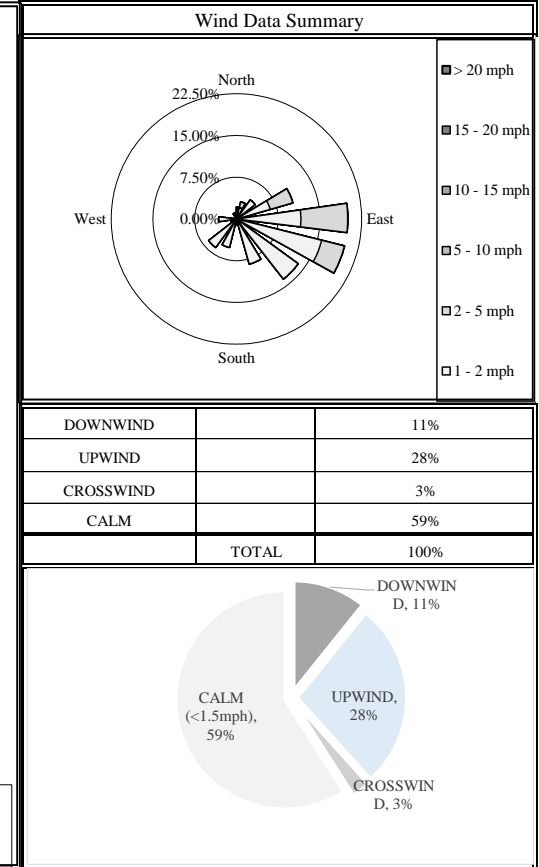 Wind Data Summary
North
22.50%
15.00%
7.50%
0.00%
West
East
South
> 20 mph
15 - 20 mph
10 - 15 mph
5 - 10 mph
2 - 5 mph
1 - 2 mph
DOWNWIND 11%
UPWIND 28%
CROSSWIND 3%
CALM 59%
TOTAL 100%
DOWNWIN
D, 11%
UPWIND,
28%
CROSSWIN
D, 3%
CALM
(<1.5mph),
59%